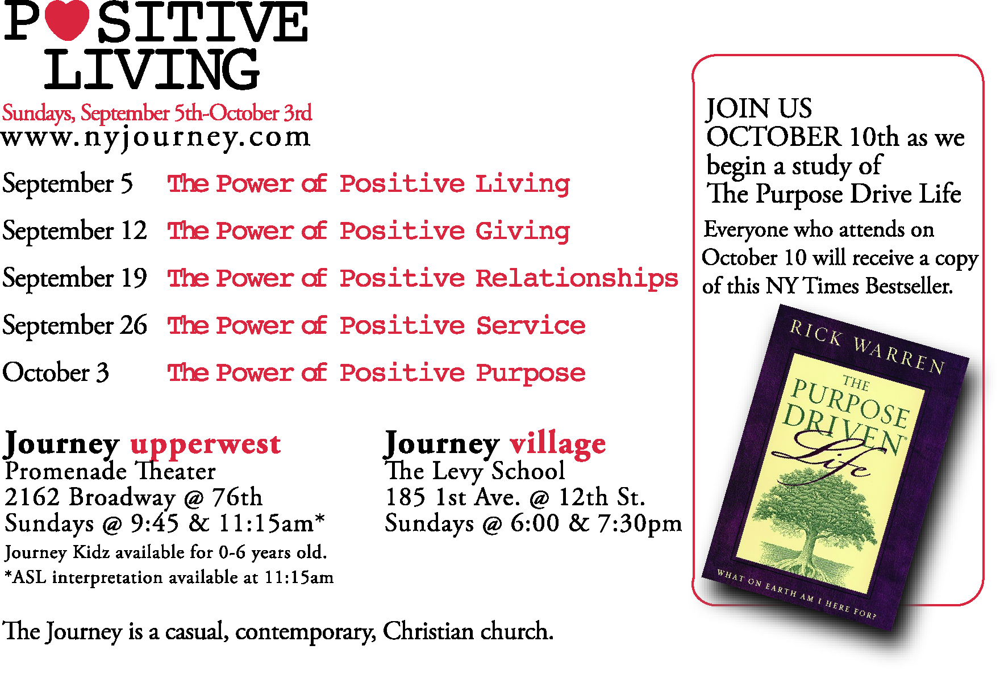 P❤SITIVE
LIVING
Sundays, September 5th-October 3rd
www.nyjourney.com
September 5 The Power of Positive Living
September 12 The Power of Positive Giving
September 19 The Power of Positive Relationships
September 26 The Power of Positive Service
October 3 The Power of Positive Purpose
Journey upperwest
Promenade Theater
2162 Broadway @ 76th
Sundays @ 9:45 & 11:15am*
Journey Kidz available for 0-6 years old.
*ASL interpretation available at 11:15am
Journey village
The Levy School
185 1st Ave. @ 12th St.
Sundays @ 6:00 & 7:30pm
The Journey is a casual, contemporary, Christian church.
JOIN US
OCTOBER 10th as we
begin a study of
The Purpose Drive Life
Everyone who attends on
October 10 will receive a copy
of this NY Times Bestseller.
RICK WARREN
THE
PURPOSE
DRIVEN®
Life
WHAT ON EARTH AM I HERE FOR?